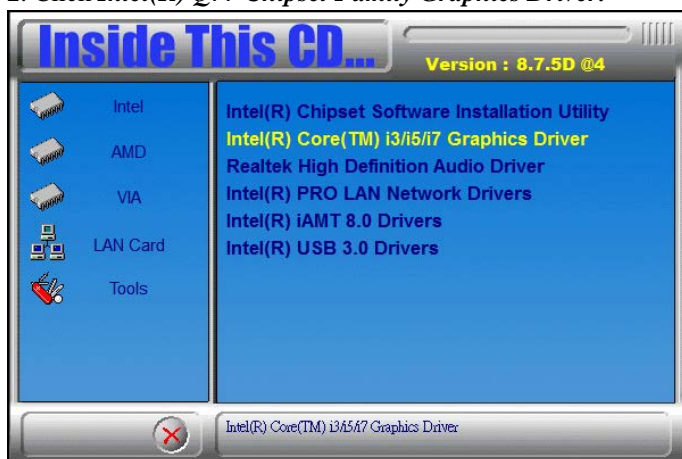 Inside This CD...
Version : 8.7.5D @4
Intel
AMD
VIA
LAN Card
Tools
Intel(R) Chipset Software Installation Utility
Intel(R) Core(TM) i3/i5/i7 Graphics Driver
Realtek High Definition Audio Driver
Intel(R) PRO LAN Network Drivers
Intel(R) iAMT 8.0 Drivers
Intel(R) USB 3.0 Drivers
Intel(R) Core(TM) i3/i5/i7 Graphics Driver